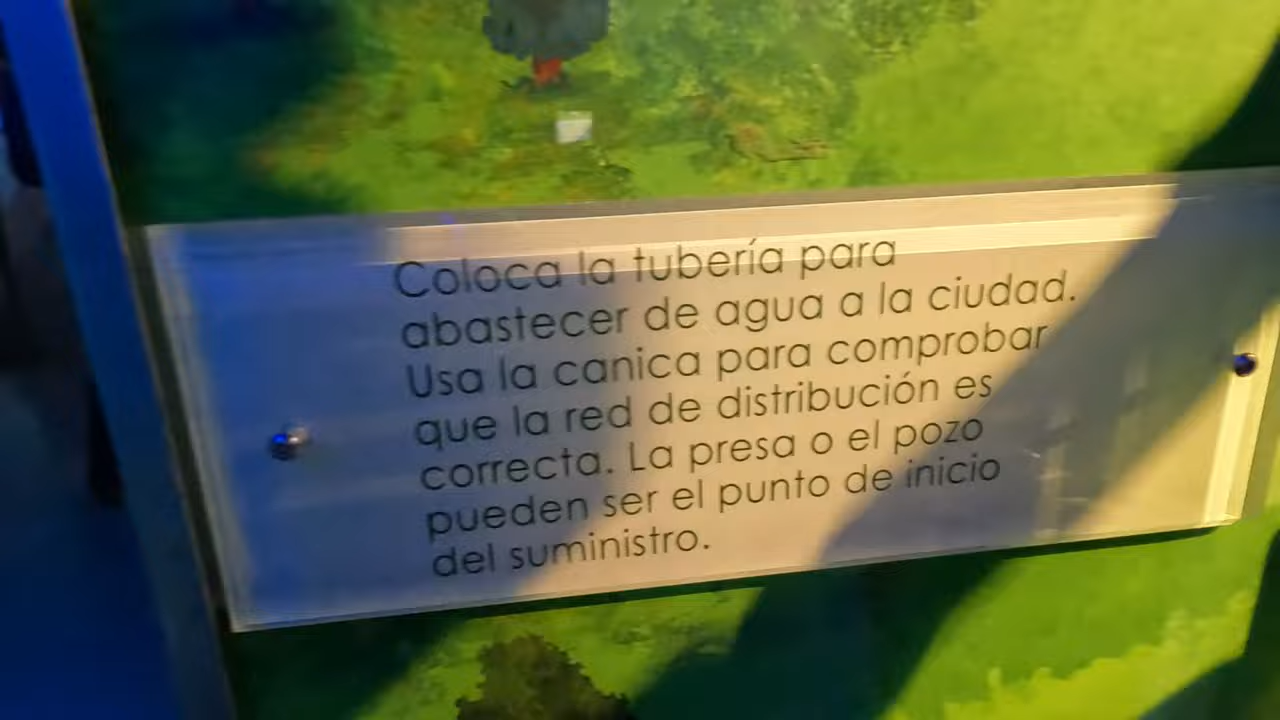 Coloca la tubería para
abastecer de agua a la ciudad.
Usa la canica para comprobar
que la red de distribución es
correcta. La presa o el pozo
pueden ser el punto de inicio
del suministro.